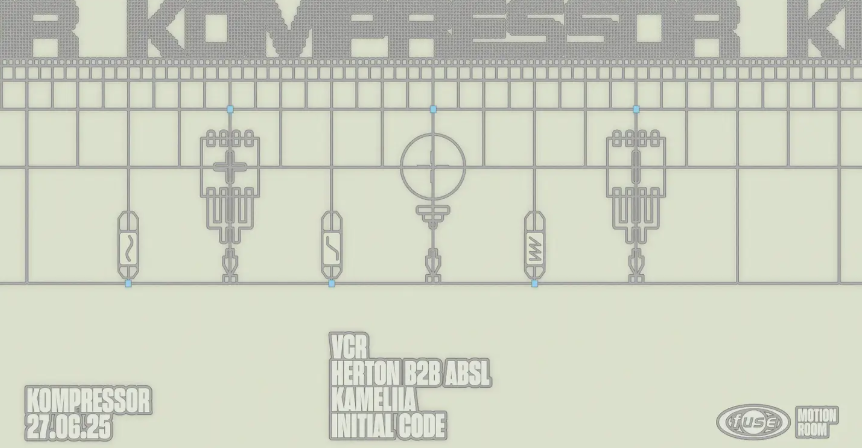 R KOMPRESSOR K
VCR
HERTON B2B ABSL
KAMELIIA
INITIAL CODE
KOMPRESSOR
27.06.25
fuse
MOTION
ROOM